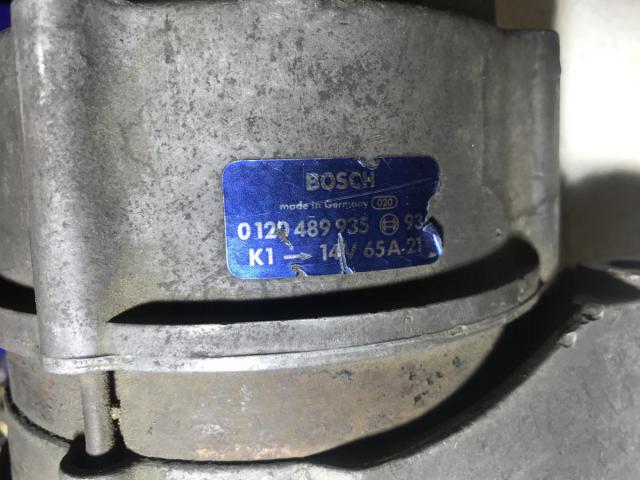 BOSCH
made in Germany 020
0 120 489 935 93
K1 → 14V 65A-21